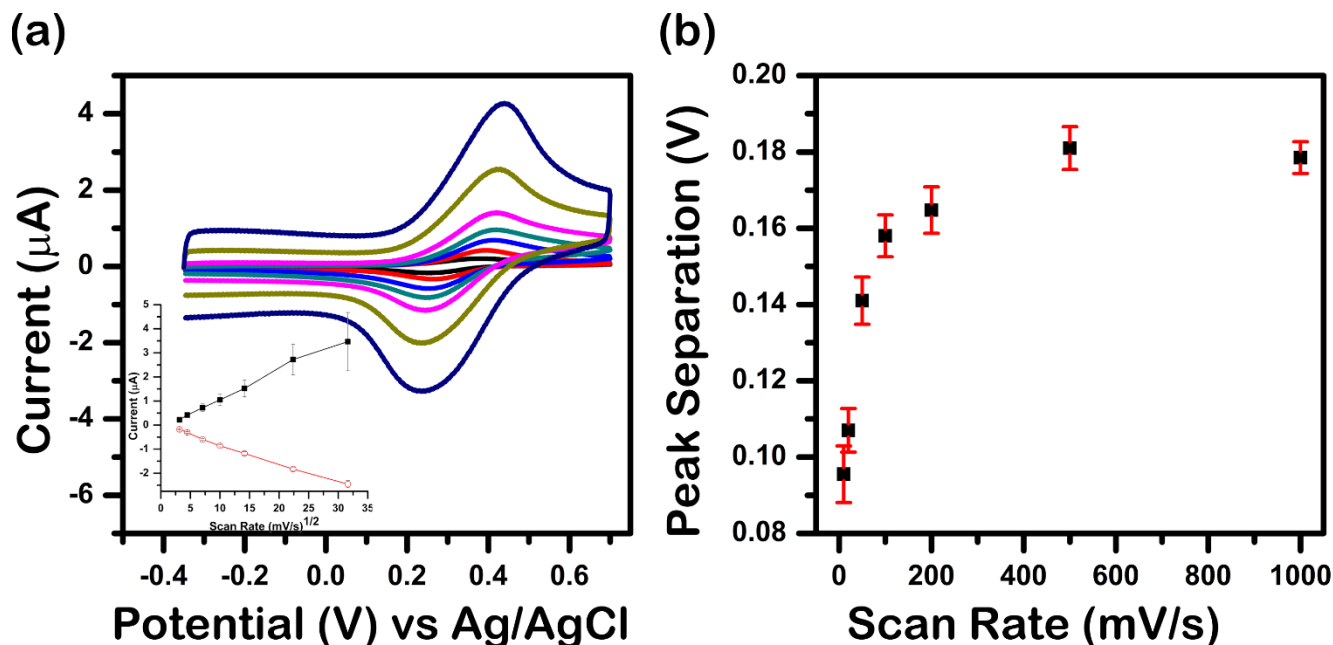 (a)
4
2
0
-2
-4
-6
Current (μA)
-0.4 -0.2 0.0 0.2 0.4 0.6
Potential (V) vs Ag/AgCl
5
4
3
2
1
0
-1
-2
Current (μA)
0 5 10 15 20 25 30 35
Scan Rate (mV/s)1/2
(b)
0.20
0.18
0.16
0.14
0.12
0.10
0.08
Peak Separation (V)
0 200 400 600 800 1000
Scan Rate (mV/s)